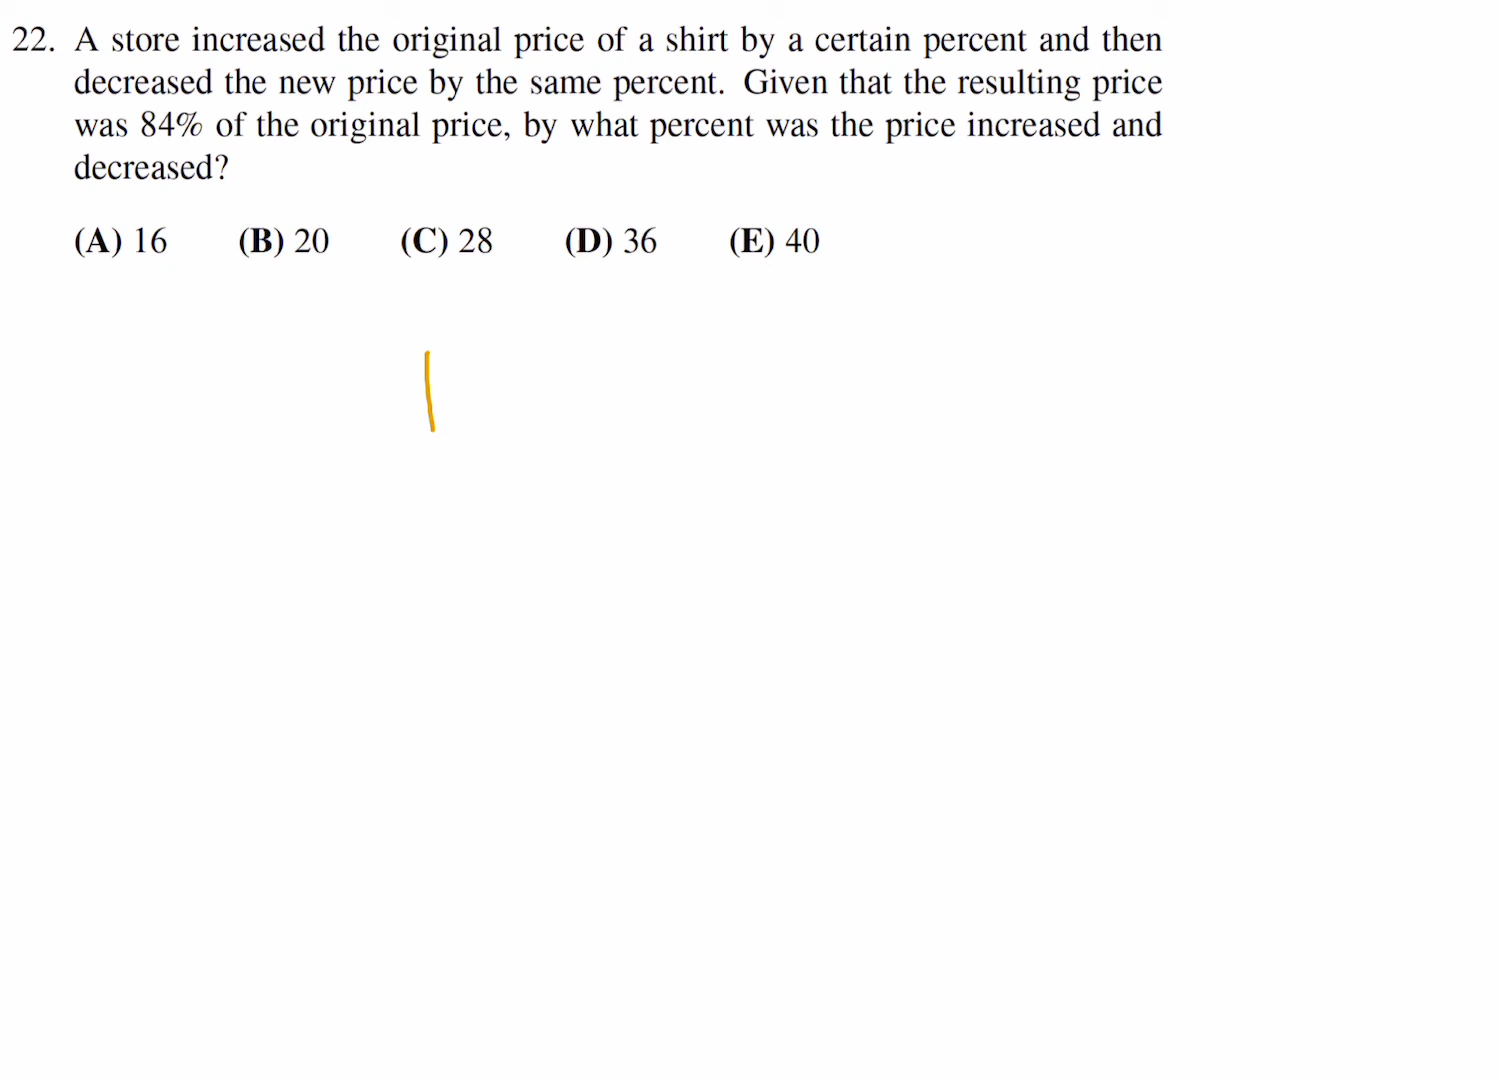 22. A store increased the original price of a shirt by a certain percent and then
decreased the new price by the same percent. Given that the resulting price
was 84% of the original price, by what percent was the price increased and
decreased?
(A) 16 (B) 20 (C) 28 (D) 36 (E) 40